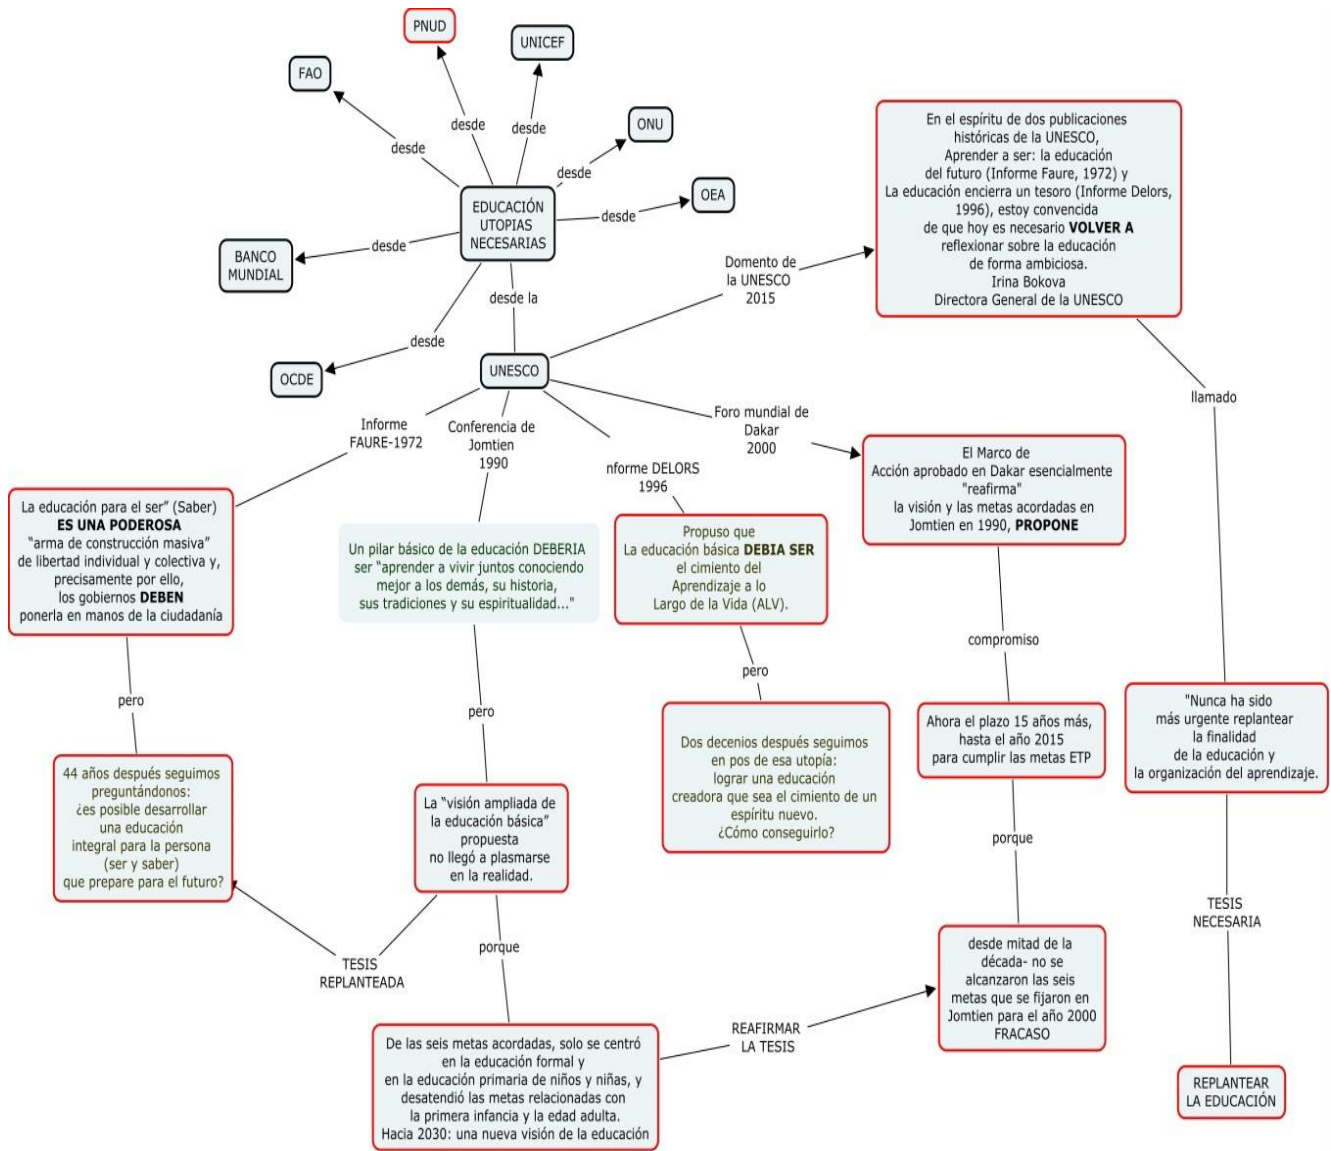 PNUD
UNICEF
FAO
ONU
desde
desde
desde
desde
OEA
EDUCACIÓN
UTOPIAS
NECESARIAS
desde
desde
BANCO
MUNDIAL
desde la
desde
OCDE
UNESCO
Domento de
la UNESCO
2015
En el espíritu de dos publicaciones
históricas de la UNESCO,
Aprender a ser: la educación
del futuro (Informe Faure, 1972) y
La educación encierra un tesoro (Informe Delors,
1996), estoy convencida
de que hoy es necesario VOLVER A
reflexionar sobre la educación
de forma ambiciosa.
Irina Bokova
Directora General de la UNESCO
llamado
Informe
FAURE-1972
Conferencia de
Jomtien
1990
nforme DELORS
1996
Foro mundial de
Dakar
2000
La educación para el ser” (Saber)
ES UNA PODEROSA
“arma de construcción masiva”
de libertad individual y colectiva y,
precisamente por ello,
los gobiernos DEBEN
ponerla en manos de la ciudadanía
Un pilar básico de la educación DEBERIA
ser “aprender a vivir juntos conociendo
mejor a los demás, su historia,
sus tradiciones y su espiritualidad..."
Propuso que
La educación básica DEBIA SER
el cimiento del
Aprendizaje a lo
Largo de la Vida (ALV).
El Marco de
Acción aprobado en Dakar esencialmente
"reafirma"
la visión y las metas acordadas en
Jomtien en 1990, PROPONE
pero
pero
pero
compromiso
44 años después seguimos
preguntándonos:
¿es posible desarrollar
una educación
integral para la persona
(ser y saber)
que prepare para el futuro?
La “visión ampliada de
la educación básica”
propuesta
no llegó a plasmarse
en la realidad.
Dos decenios después seguimos
en pos de esa utopía:
lograr una educación
creadora que sea el cimiento de un
espíritu nuevo.
¿Cómo conseguirlo?
Ahora el plazo 15 años más,
hasta el año 2015
para cumplir las metas ETP
"Nunca ha sido
más urgente replantear
la finalidad
de la educación y
la organización del aprendizaje.
porque
TESIS
REPLANTEADA
porque
TESIS
NECESARIA
De las seis metas acordadas, solo se centró
en la educación formal y
en la educación primaria de niños y niñas, y
desatendió las metas relacionadas con
la primera infancia y la edad adulta.
Hacia 2030: una nueva visión de la educación
REAFIRMAR
LA TESIS
desde mitad de la
década- no se
alcanzaron las seis
metas que se fijaron en
Jomtien para el año 2000
FRACASO
REPLANTEAR
LA EDUCACIÓN